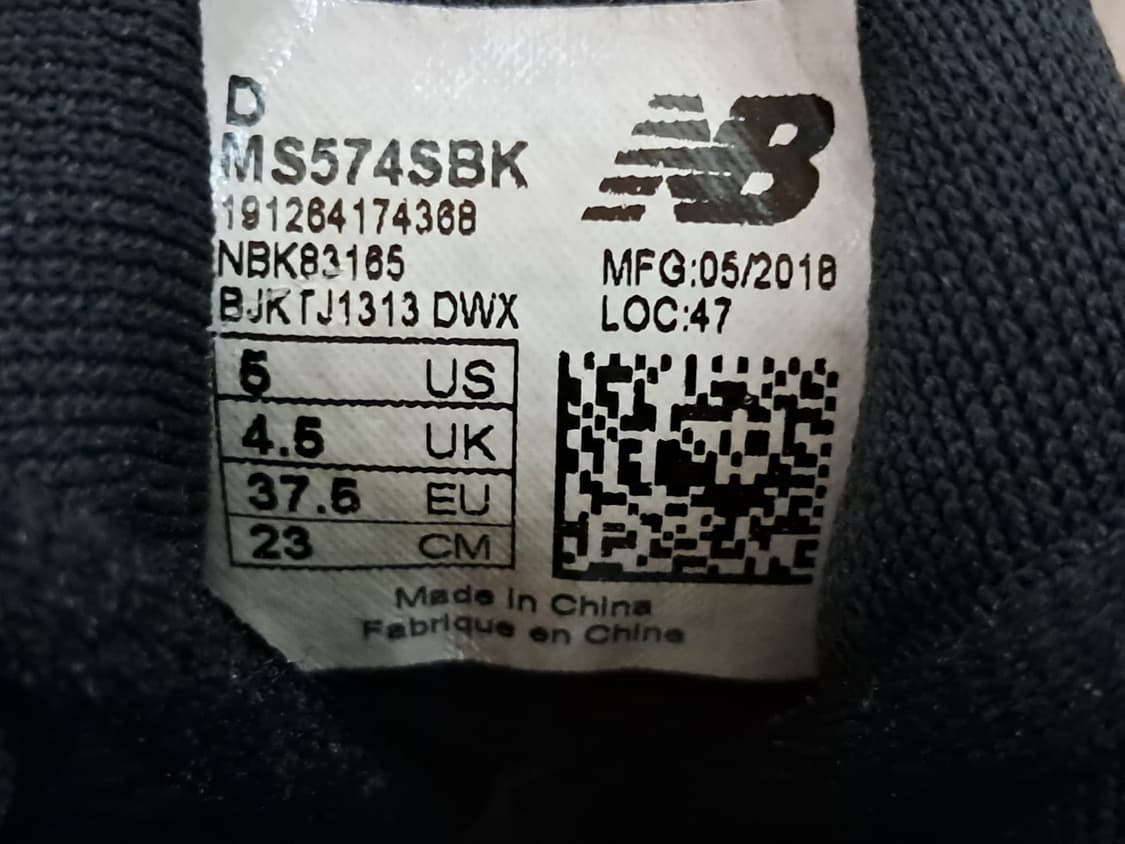 D
MS574SBK
191264174368
NBK83165
BJKTJ1313 DWX
NB
MFG:05/2018
LOC:47
5 US
4.5 UK
37.5 EU
23 CM
Made in China
Fabrique en Chine